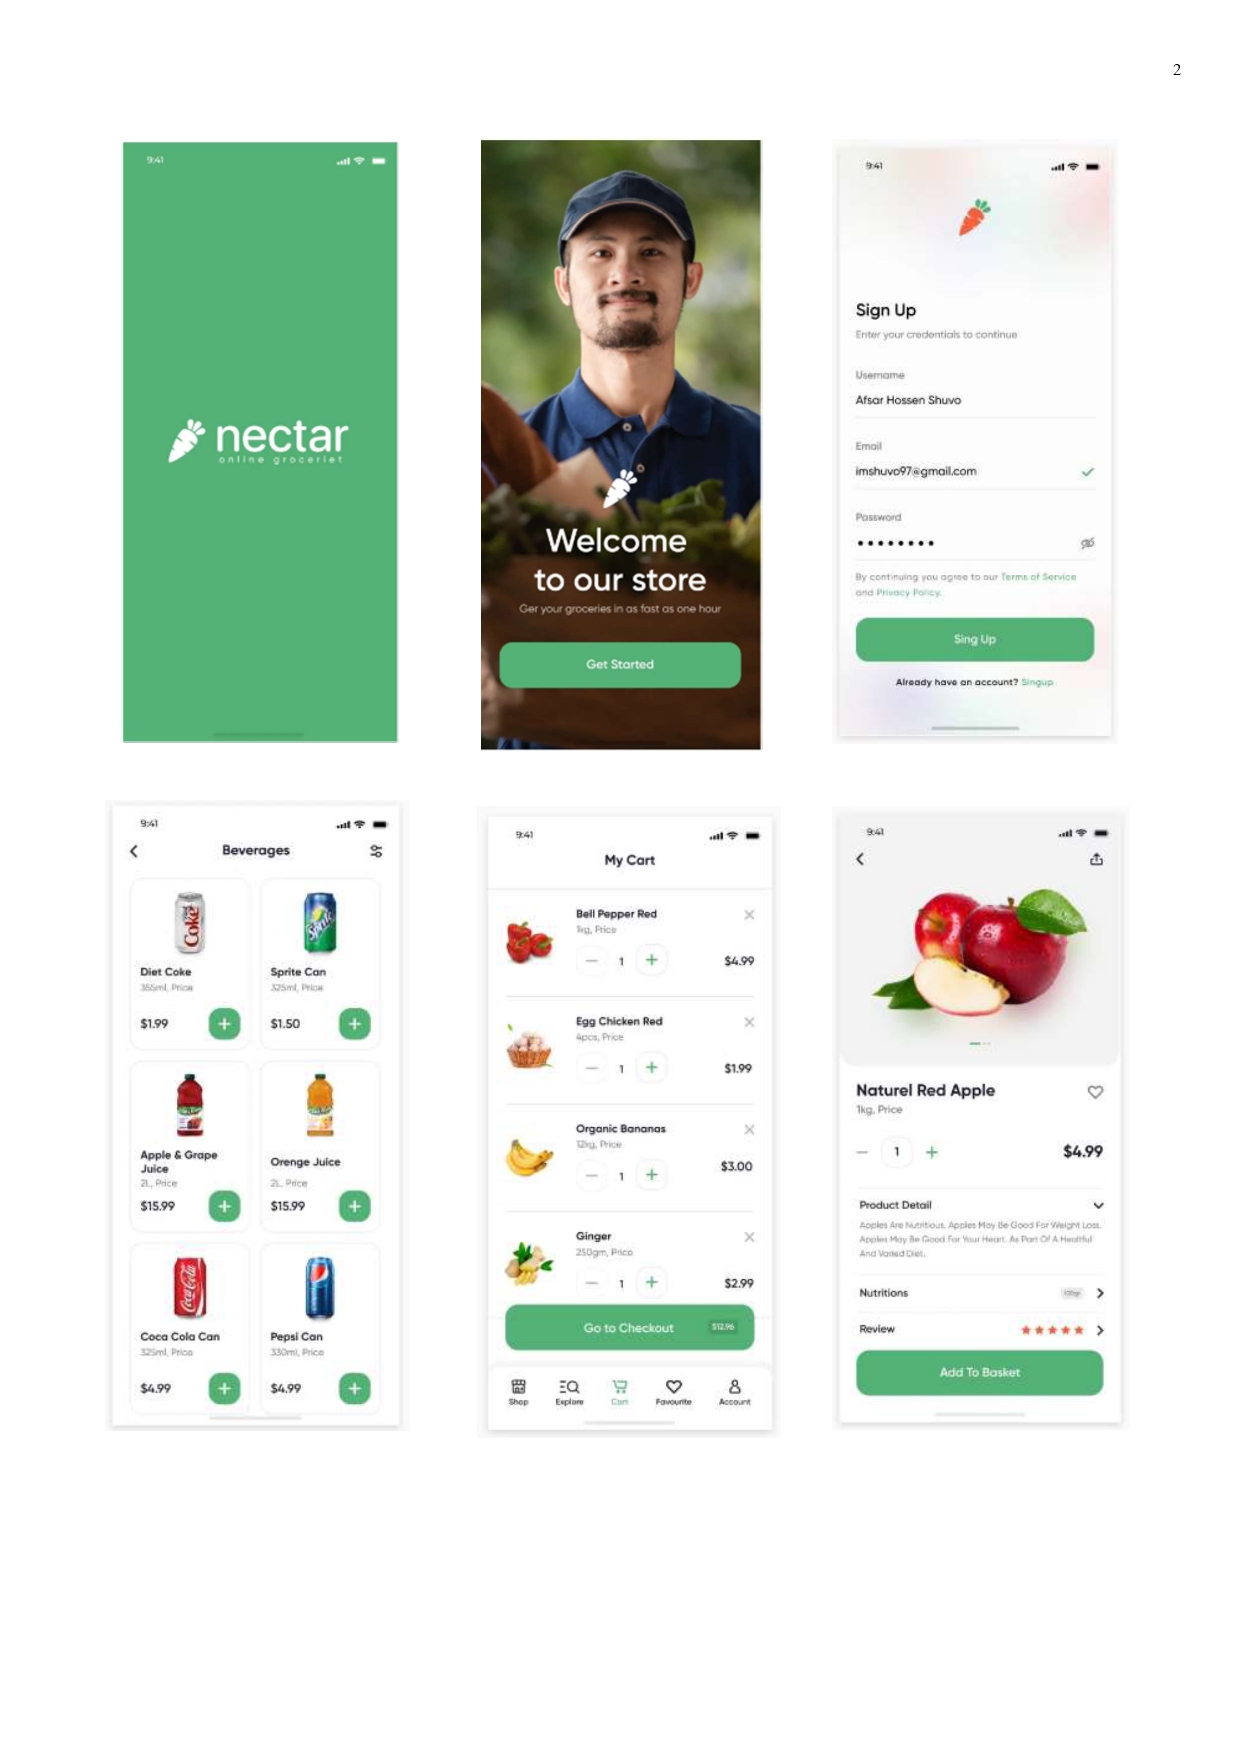 2
9:41
nectar
online groceriet
Welcome
to our store
Ger your groceries in as fast as one hour
Get Started
9:41
Sign Up
Enter your credentials to continue
Username
Afsar Hossen Shuvo
Email
imshuvo97@gmail.com
Password
By continuing you agree to our Terms of Service
and Privacy Policy.
Sing Up
Already have an account? Singup
9:41
Beverages
Coke
Sprite
Diet Coke
Sprite Can
355ml, Price
325ml, Price
$1.99
$1.50
Apple & Grape
Juice
Orenge Juice
2L, Price
2L, Price
$15.99
$15.99
Coca-Cola
Coca Cola Can
Pepsi Can
325ml, Price
330ml, Price
$4.99
$4.99
9:41
My Cart
Bell Pepper Red
1kg, Price
1
$4.99
Egg Chicken Red
4pcs, Price
1
$1.99
Organic Bananas
12kg, Price
1
$3.00
Ginger
250gm, Price
1
$2.99
Go to Checkout
$12.96
Shop
Explore
Cart
Favourite
Account
9:41
Naturel Red Apple
1kg, Price
1
$4.99
Product Detail
Apples Are Nutritious. Apples May Be Good For Weight Loss.
Apples May Be Good For Your Heart. As Part Of A Healtful
And Varied Diet.
Nutritions
100gr
Review
Add To Basket